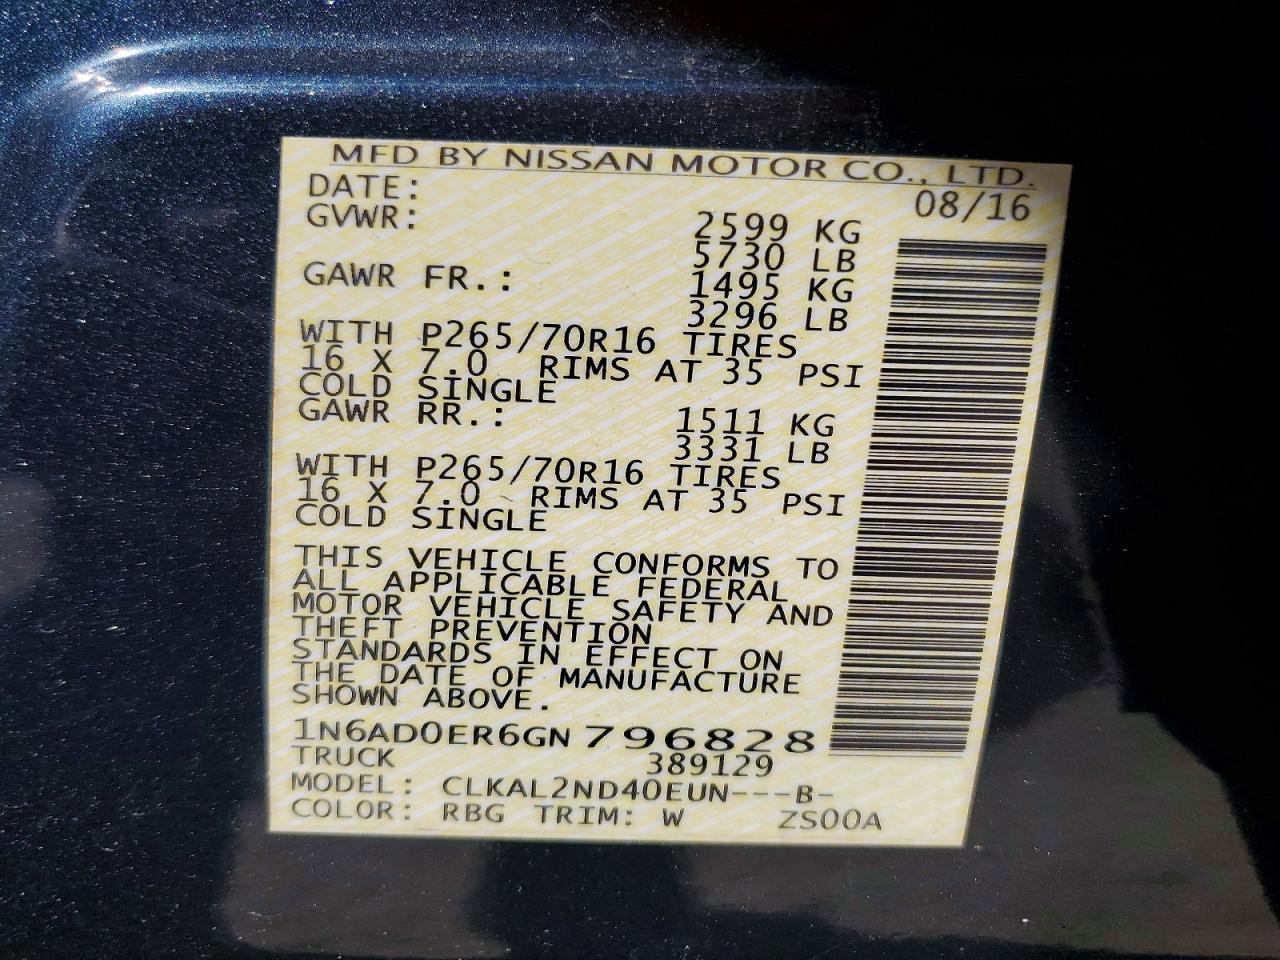 MFD BY NISSAN MOTOR CO., LTD.
DATE: 08/16
GVWR: 2599 KG
5730 LB
GAWR FR.: 1495 KG
3296 LB
WITH P265/70R16 TIRES
16 X 7.0 RIMS AT 35 PSI
COLD SINGLE
GAWR RR.: 1511 KG
3331 LB
WITH P265/70R16 TIRES
16 X 7.0 RIMS AT 35 PSI
COLD SINGLE
THIS VEHICLE CONFORMS TO
ALL APPLICABLE FEDERAL
MOTOR VEHICLE SAFETY AND
THEFT PREVENTION
STANDARDS IN EFFECT ON
THE DATE OF MANUFACTURE
SHOWN ABOVE.
1N6AD0ER6GN796828
TRUCK 389129
MODEL: CLKAL2ND40EUN---B-
COLOR: RBG TRIM: W ZS00A